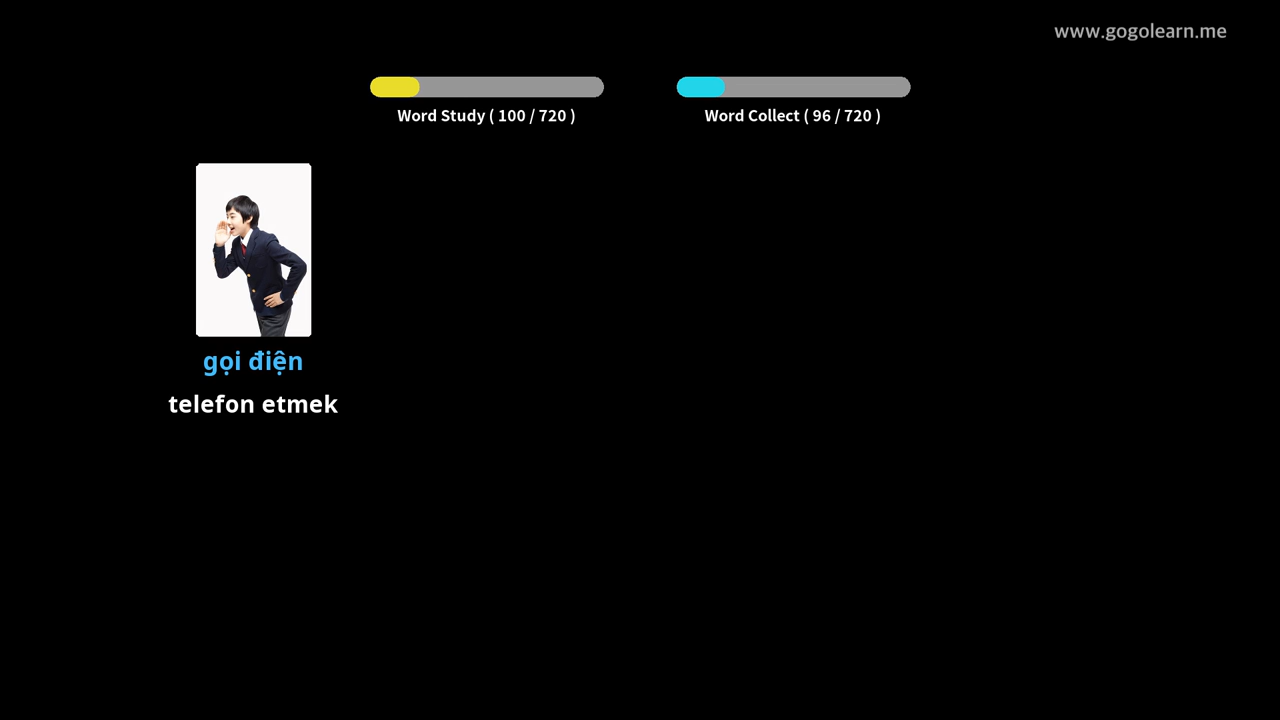 www.gogolearn.me
Word Study ( 100 / 720 )
Word Collect ( 96 / 720 )
gọi điện
telefon etmek